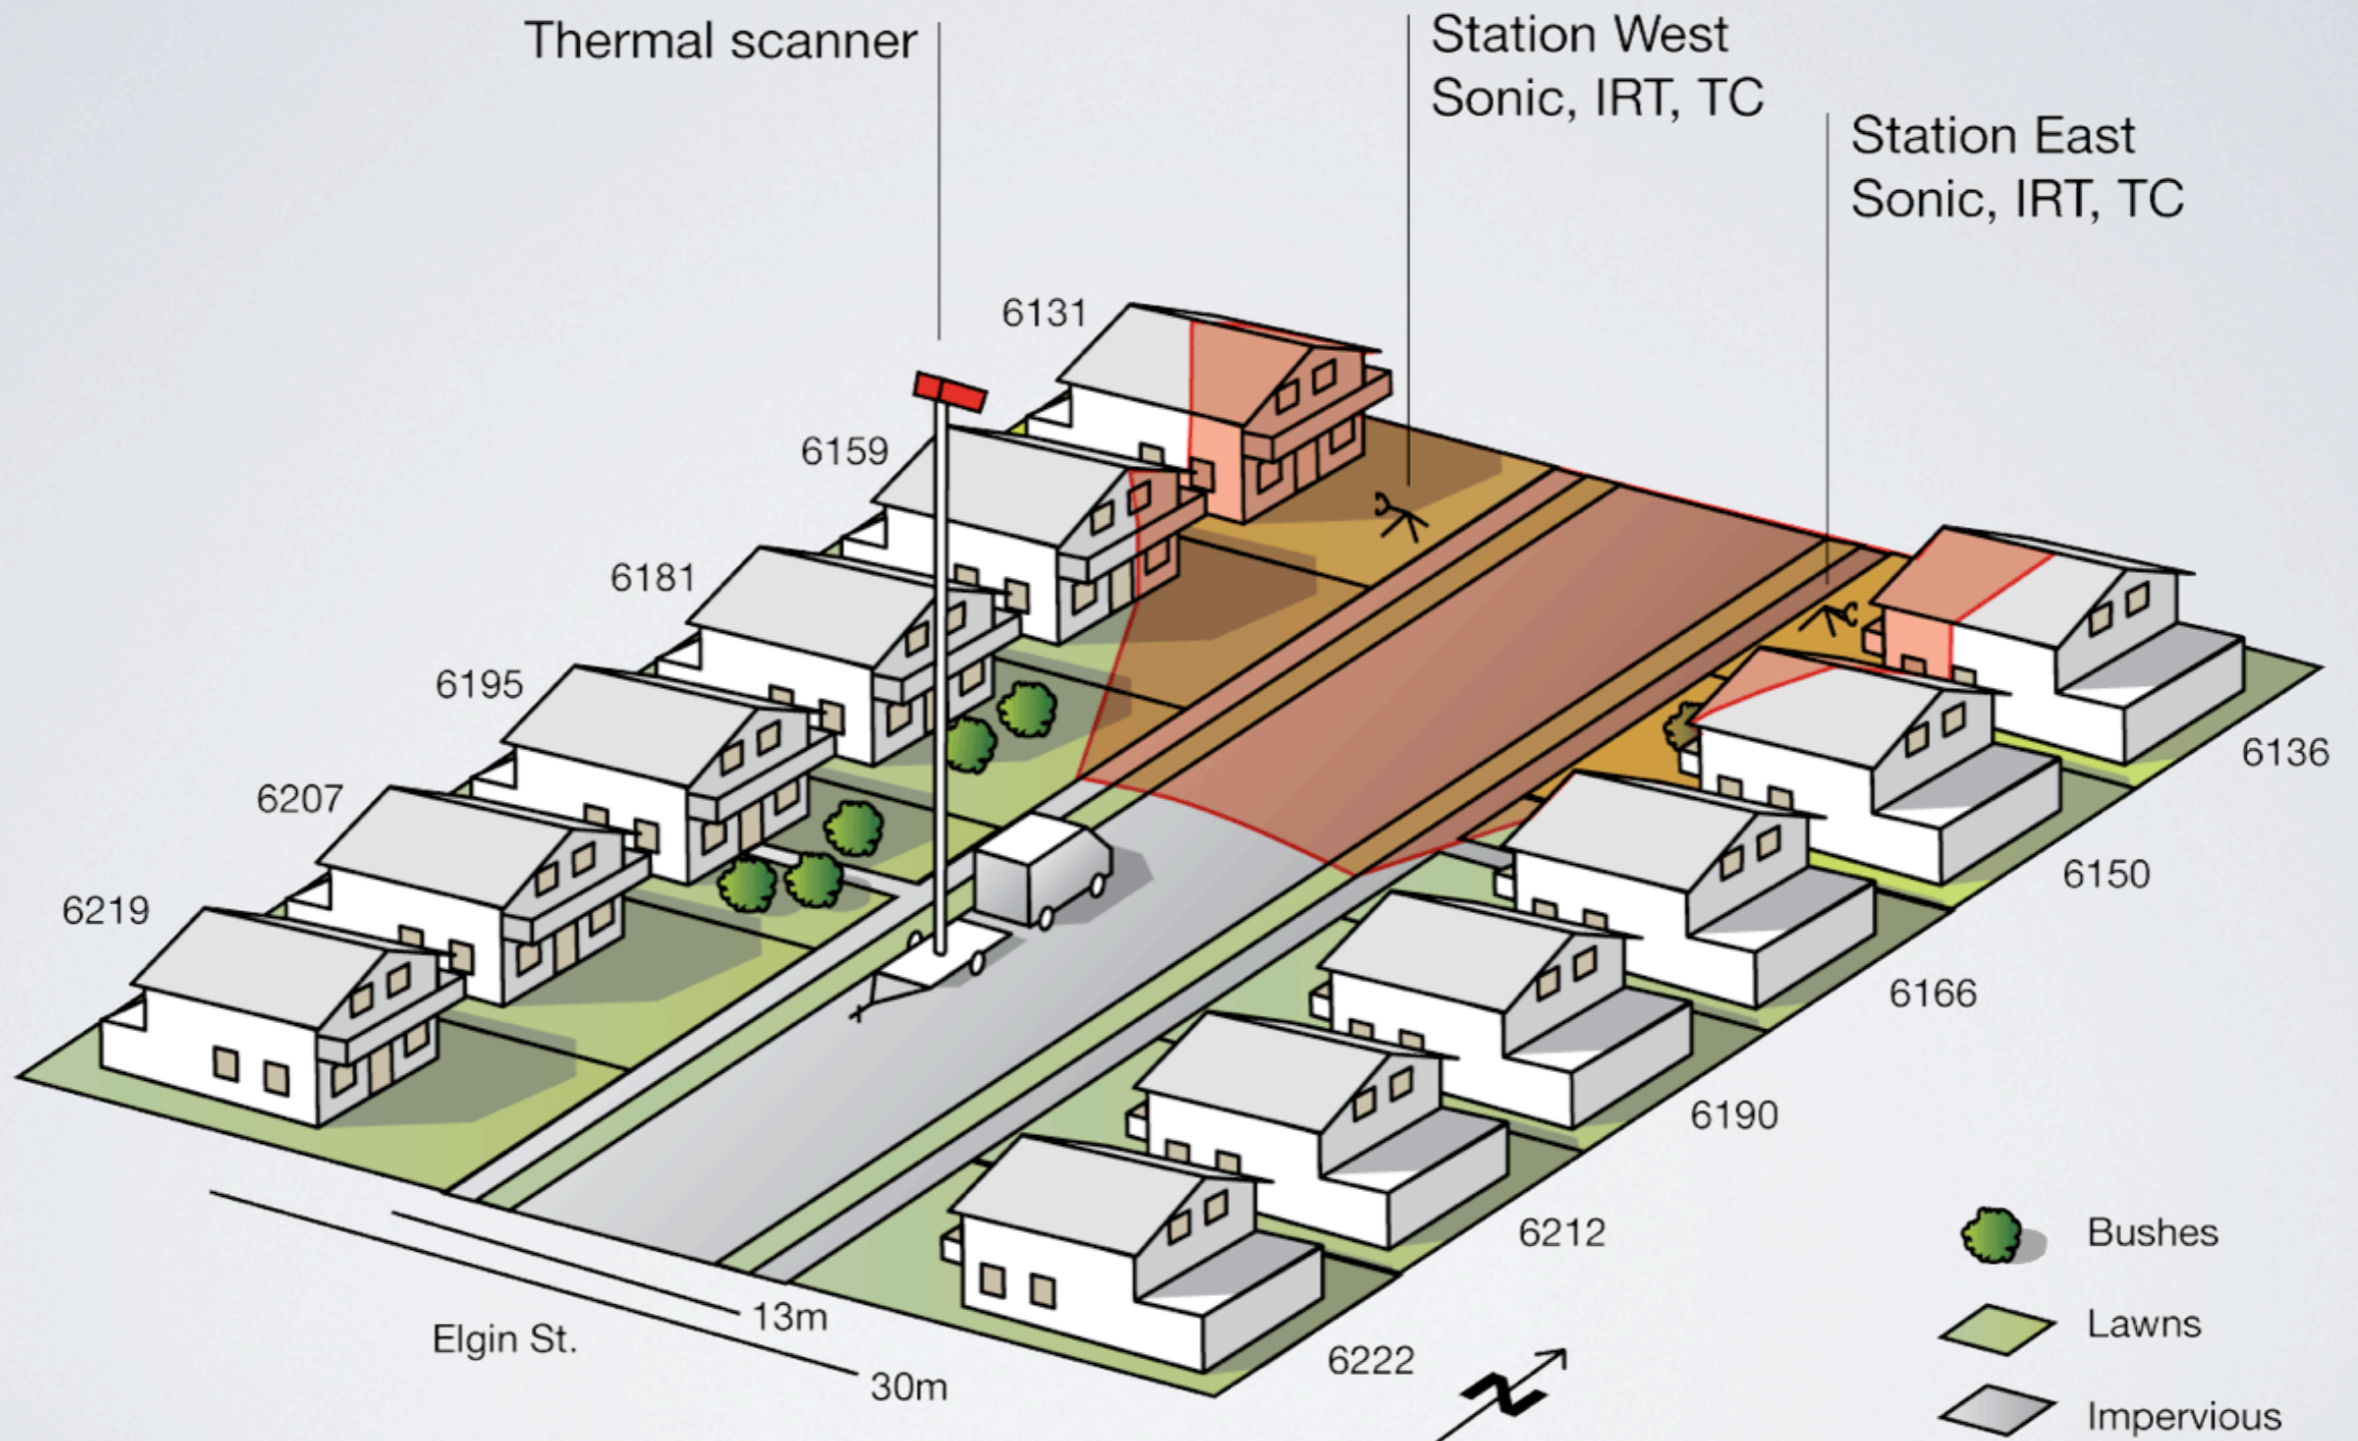 Thermal scanner
Station West
Sonic, IRT, TC
Station East
Sonic, IRT, TC
6131
6159
6181
6195
6207
6219
6136
6150
6166
6190
6212
6222
13m
30m
Elgin St.
N
Bushes
Lawns
Impervious